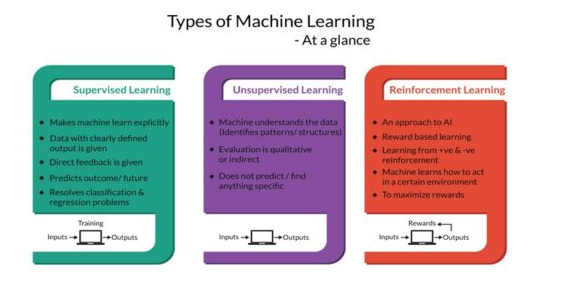 Types of Machine Learning
- At a glance
Supervised Learning
Makes machine learn explicitly
Data with clearly defined
output is given
Direct feedback is given
Predicts outcome/ future
Resolves classification &
regression problems
Training
Inputs
Outputs
Unsupervised Learning
Machine understands the data
(Identifies patterns/ structures)
Evaluation is qualitative
or indirect
Does not predict / find
anything specific
Inputs
Outputs
Reinforcement Learning
An approach to AI
Reward based learning
Learning from +ve & -ve
reinforcement
Machine learns how to act
in a certain environment
To maximize rewards
Rewards
Inputs
Outputs